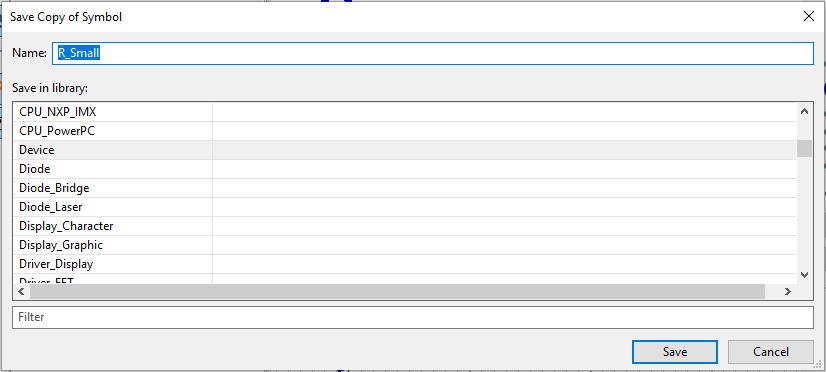 Save Copy of Symbol
Name: R_Small
Save in library:
CPU_NXP_IMX
CPU_PowerPC
Device
Diode
Diode_Bridge
Diode_Laser
Display_Character
Display_Graphic
Driver_Display
Driver_FET
Filter
Save Cancel